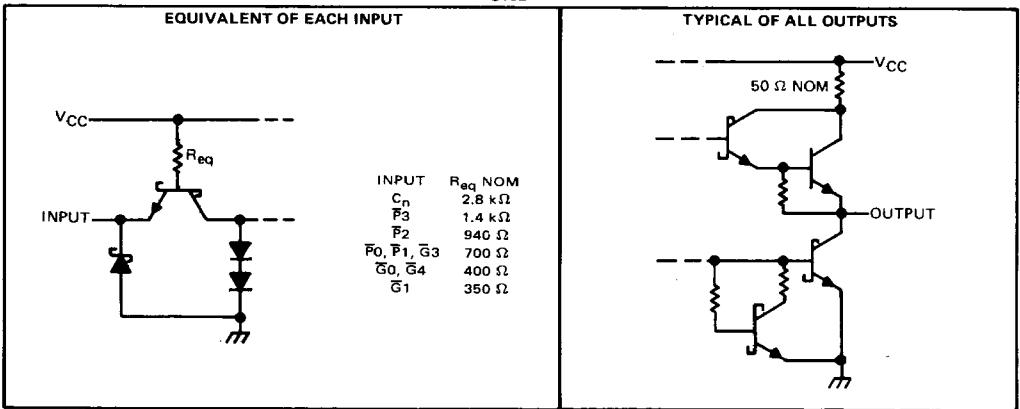 EQUIVALENT OF EACH INPUT
VCC
Req
INPUT
INPUT Req NOM
Cn 2.8 kΩ
P̅3 1.4 kΩ
P̅2 940 Ω
P̅0, P̅1, G̅3 700 Ω
G̅0, G̅4 400 Ω
G̅1 350 Ω
TYPICAL OF ALL OUTPUTS
VCC
50 Ω NOM
OUTPUT